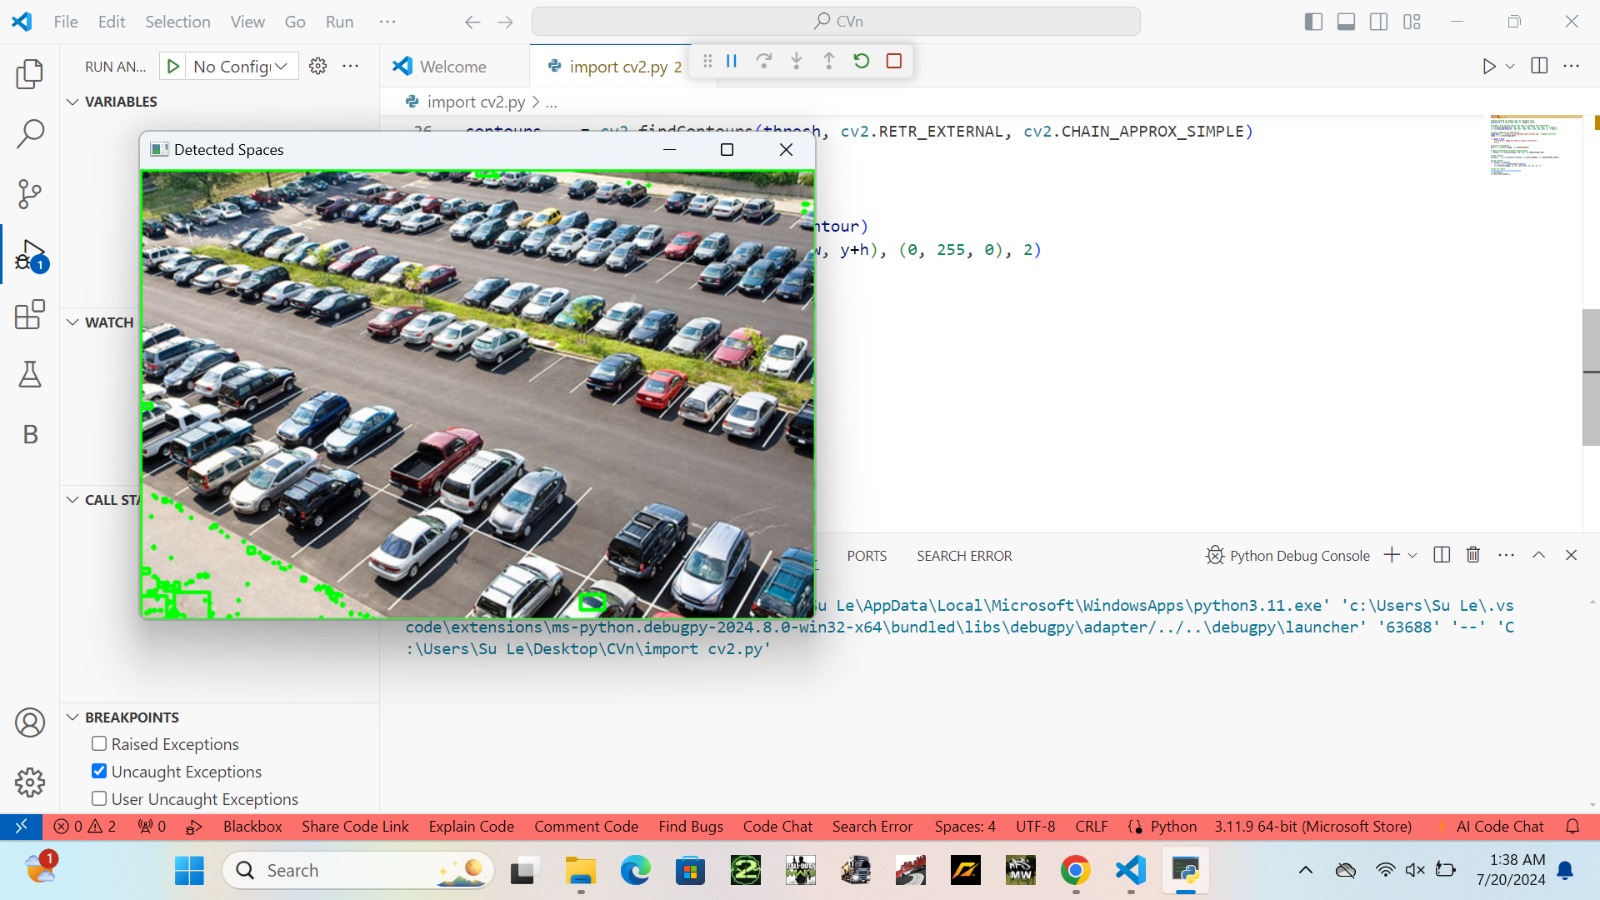 File Edit Selection View Go Run ···
CVn
RUN AN... No Config
Welcome
import cv2.py 2
import cv2.py > ...
VARIABLES
WATCH
CALL STA
BREAKPOINTS
Raised Exceptions
Uncaught Exceptions
User Uncaught Exceptions
1
Detected Spaces
26 contours, = cv2.findContours(thresh, cv2.RETR_EXTERNAL, cv2.CHAIN_APPROX_SIMPLE)
ntour)
w, y+h), (0, 255, 0), 2)
PORTS SEARCH ERROR
Python Debug Console
Su Le\AppData\Local\Microsoft\WindowsApps\python3.11.exe' 'c:\Users\Su Le\.vs
code\extensions\ms-python.debugpy-2024.8.0-win32-x64\bundled\libs\debugpy\adapter/../..\debugpy\launcher' '63688' '--' 'C
:\Users\Su Le\Desktop\CVn\import cv2.py'
0 2 0 Blackbox Share Code Link Explain Code Comment Code Find Bugs Code Chat Search Error Spaces: 4 UTF-8 CRLF Python 3.11.9 64-bit (Microsoft Store) AI Code Chat
1
Search
1:38 AM
7/20/2024